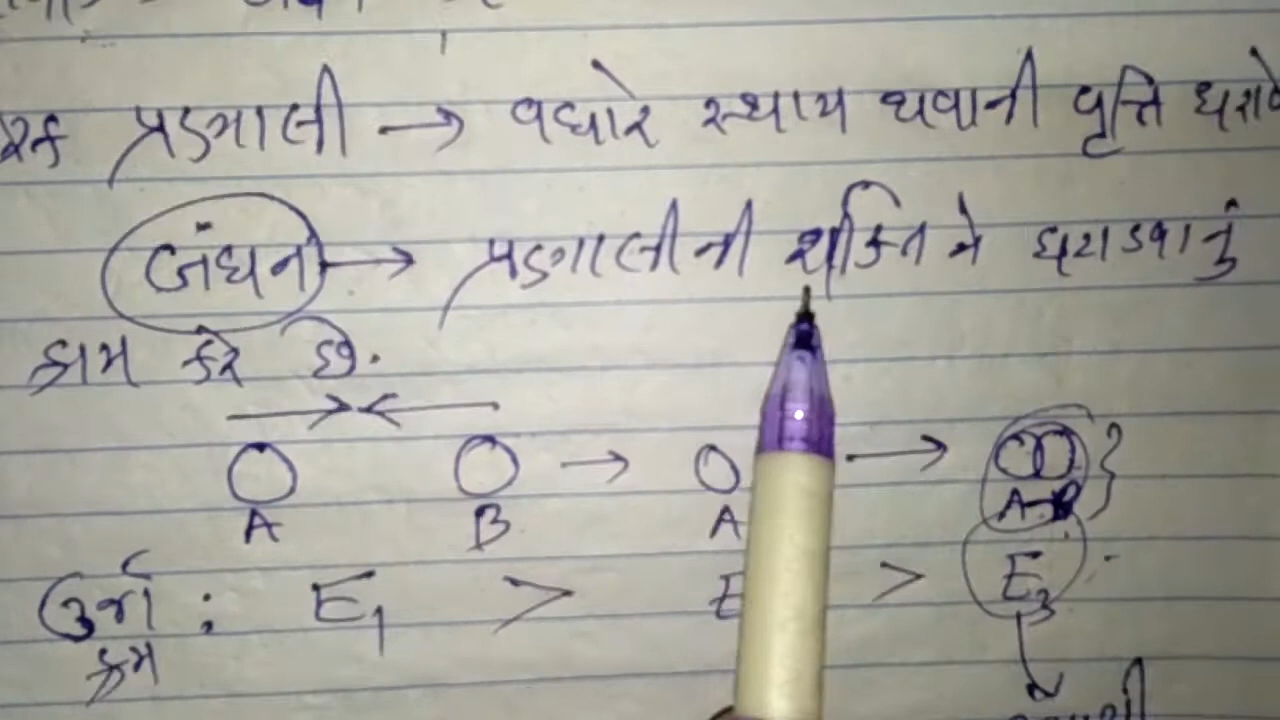 પ્રણાલી → વધારે સ્થાય થવાની વૃત્તિ ધરાવે
બંધન → પ્રણાલીની શક્તિને ઘટાડવાનું
કામ કરે છે.
A B → A → A-B
ઉર્જા : E1 > E > E3
ક્રમ